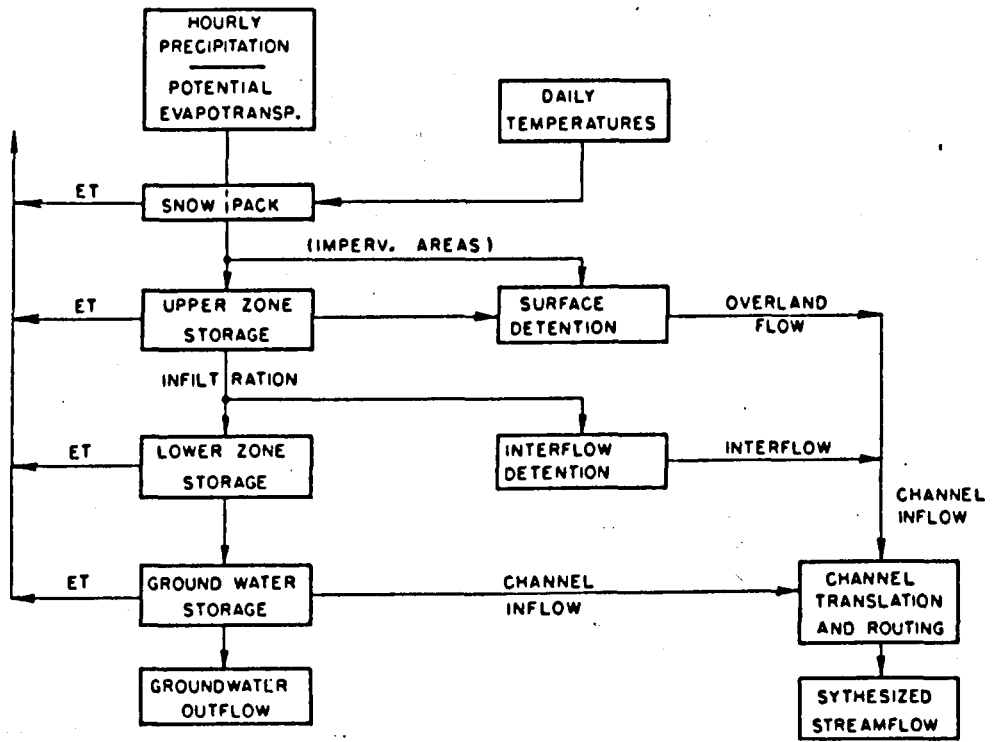 HOURLY
PRECIPITATION
POTENTIAL
EVAPOTRANSP.
DAILY
TEMPERATURES
ET
SNOW PACK
(IMPERV. AREAS)
ET
UPPER ZONE
STORAGE
SURFACE
DETENTION
OVERLAND
FLOW
INFILTRATION
ET
LOWER ZONE
STORAGE
INTERFLOW
DETENTION
INTERFLOW
CHANNEL
INFLOW
ET
GROUND WATER
STORAGE
CHANNEL
INFLOW
CHANNEL
TRANSLATION
AND ROUTING
GROUNDWATER
OUTFLOW
SYTHESIZED
STREAMFLOW